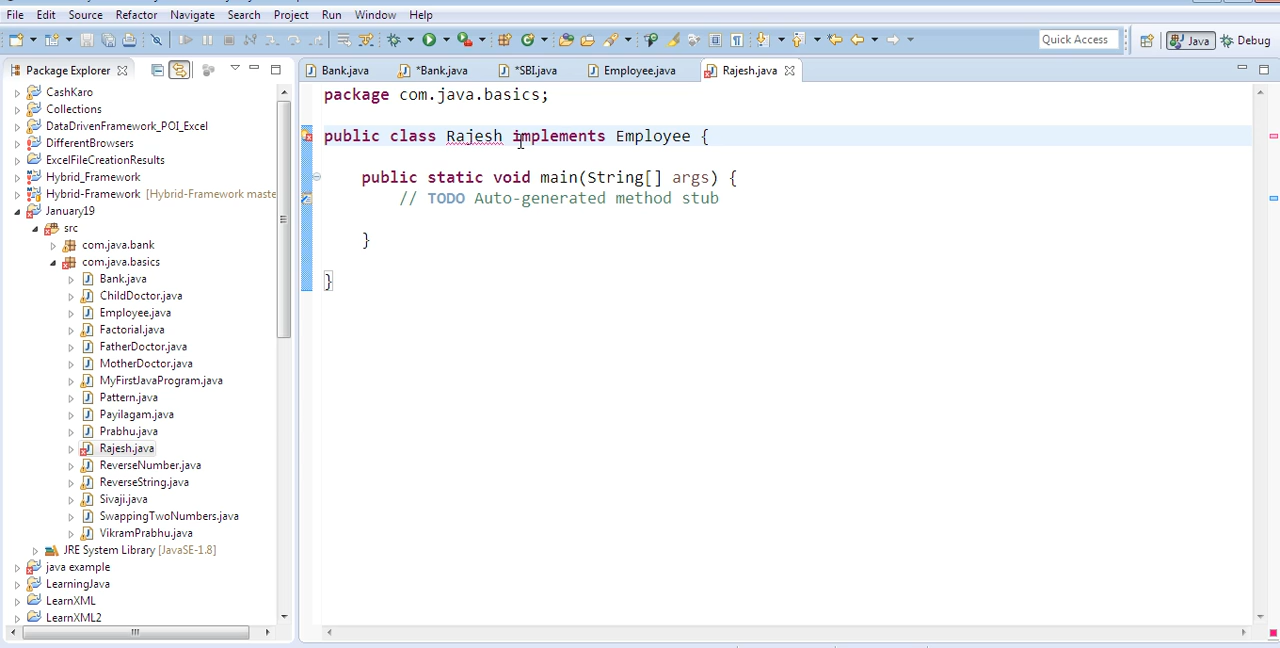 File Edit Source Refactor Navigate Search Project Run Window Help
Quick Access Java Debug
Package Explorer
Bank.java *Bank.java *SBI.java Employee.java Rajesh.java
CashKaro
Collections
DataDrivenFramework_POI_Excel
DifferentBrowsers
ExcelFileCreationResults
Hybrid_Framework
Hybrid-Framework [Hybrid-Framework maste
January19
src
com.java.bank
com.java.basics
Bank.java
ChildDoctor.java
Employee.java
Factorial.java
FatherDoctor.java
MotherDoctor.java
MyFirstJavaProgram.java
Pattern.java
Payilagam.java
Prabhu.java
Rajesh.java
ReverseNumber.java
ReverseString.java
Sivaji.java
SwappingTwoNumbers.java
VikramPrabhu.java
JRE System Library [JavaSE-1.8]
java example
LearningJava
LearnXML
LearnXML2
package com.java.basics;
public class Rajesh implements Employee {
public static void main(String[] args) {
// TODO Auto-generated method stub
}
}